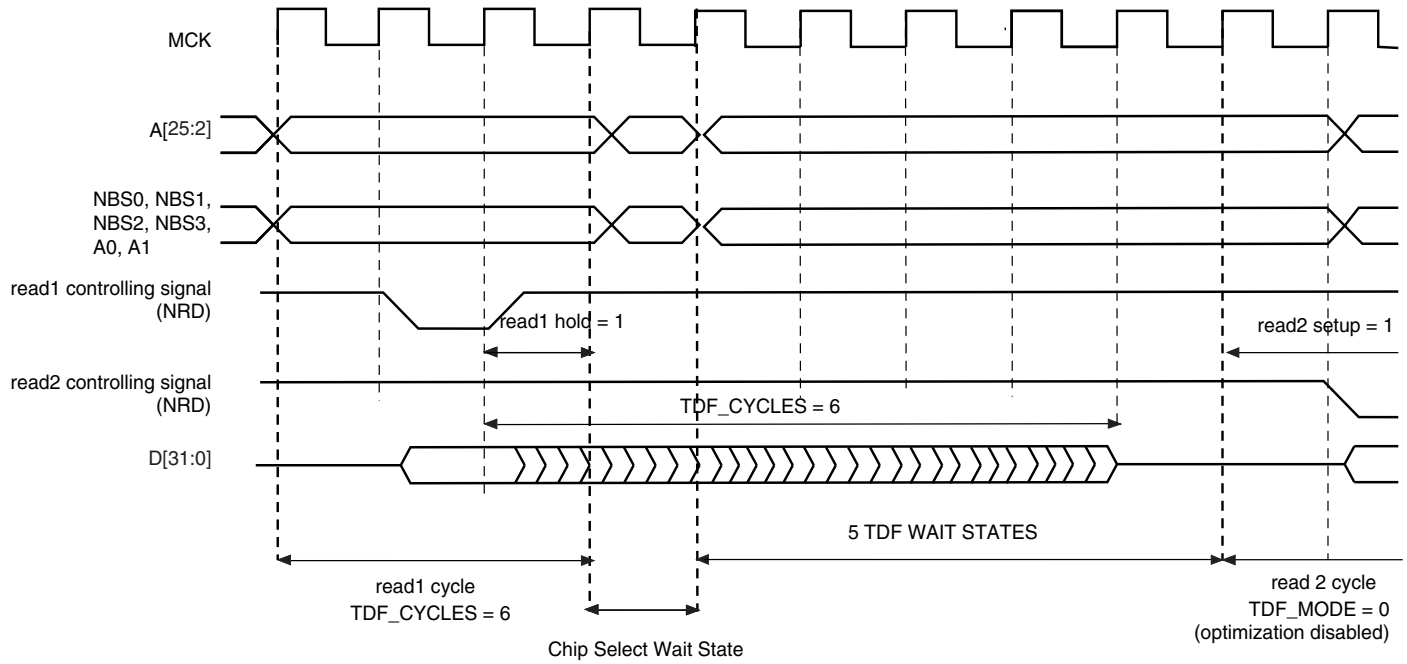 MCK
A[25:2]
NBS0, NBS1,
NBS2, NBS3,
A0, A1
read1 controlling signal
(NRD)
read1 hold = 1
read2 setup = 1
read2 controlling signal
(NRD)
TDF_CYCLES = 6
D[31:0]
5 TDF WAIT STATES
read1 cycle
TDF_CYCLES = 6
Chip Select Wait State
read 2 cycle
TDF_MODE = 0
(optimization disabled)